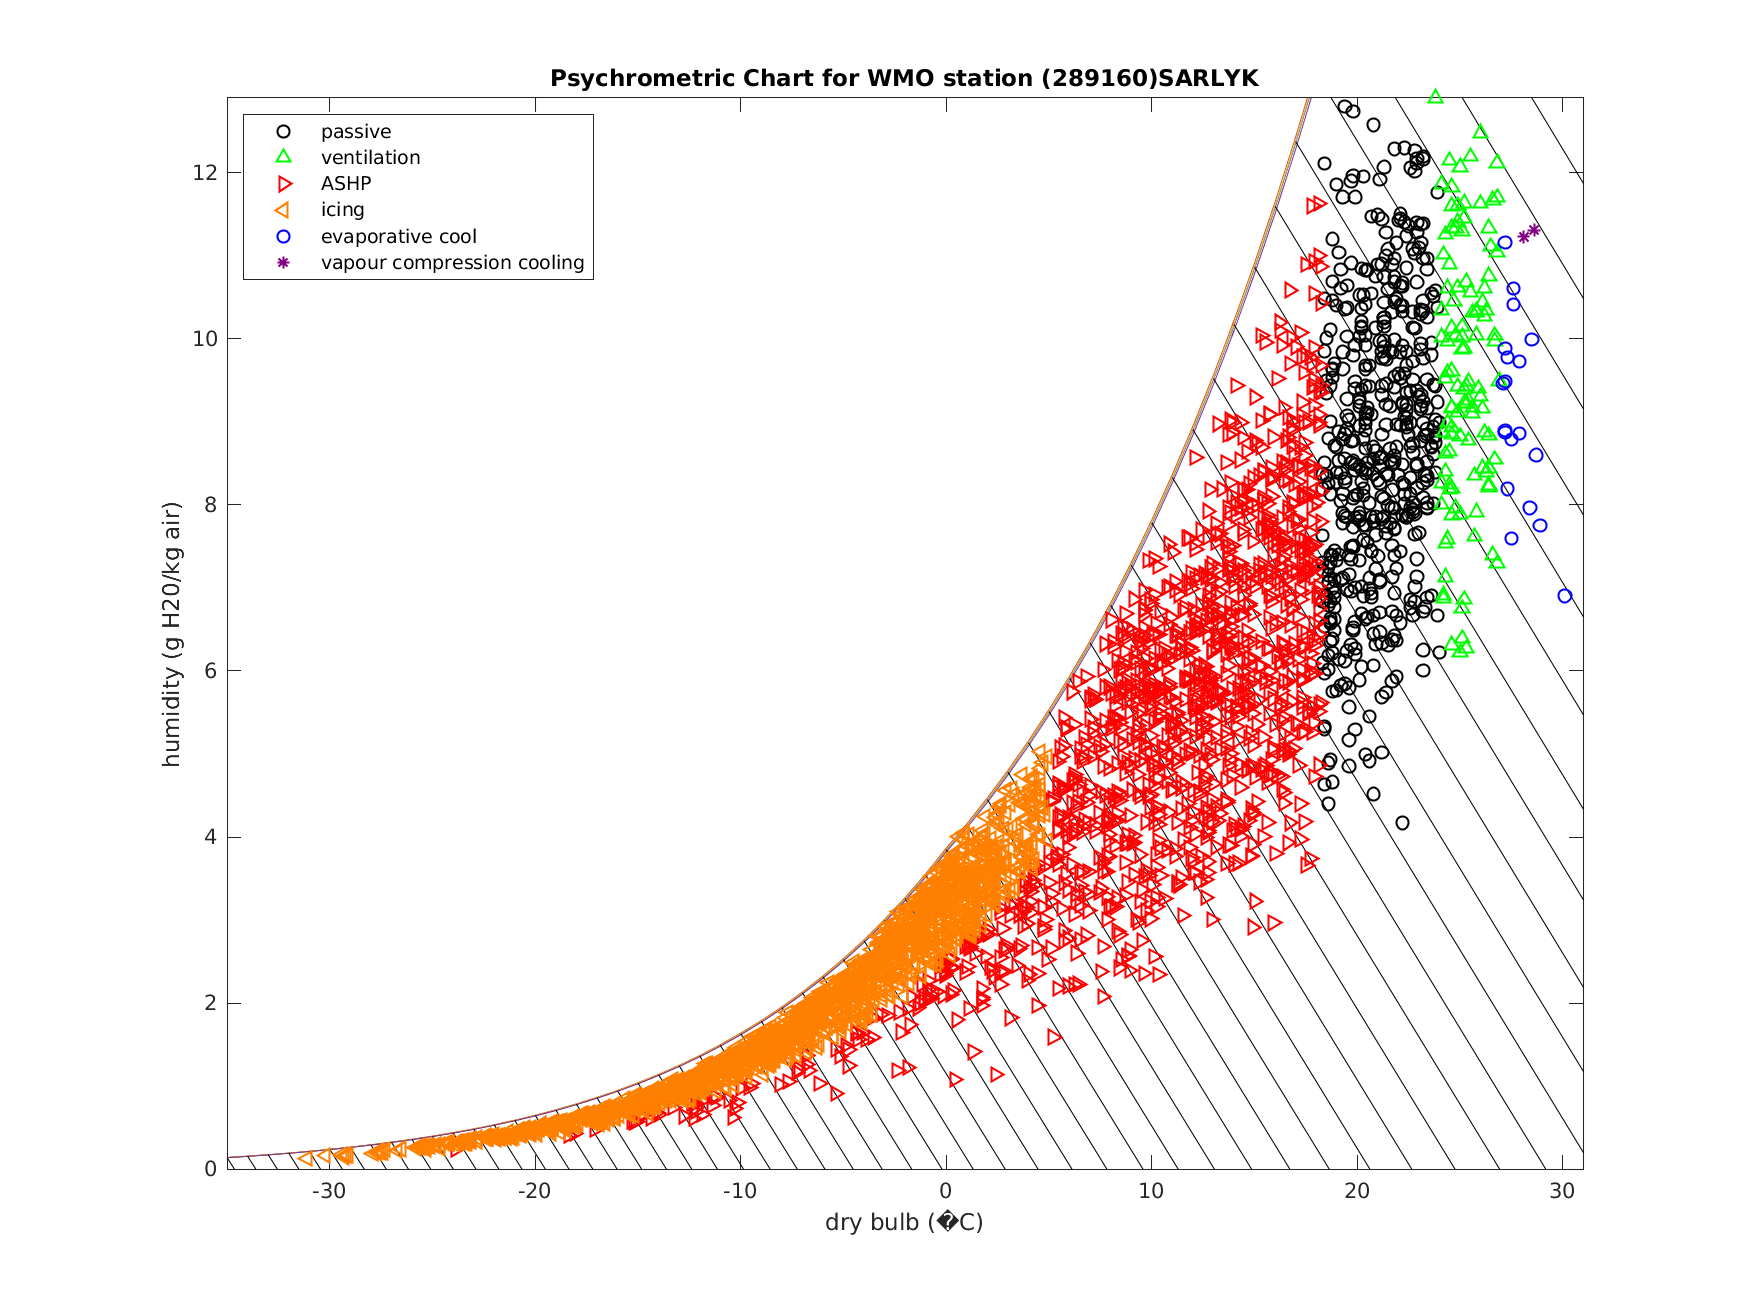 Psychrometric Chart for WMO station (289160)SARLYK
passive
ventilation
ASHP
icing
evaporative cool
vapour compression cooling
12
10
8
6
4
2
0
humidity (g H20/kg air)
-30 -20 -10 0 10 20 30
dry bulb (�C)